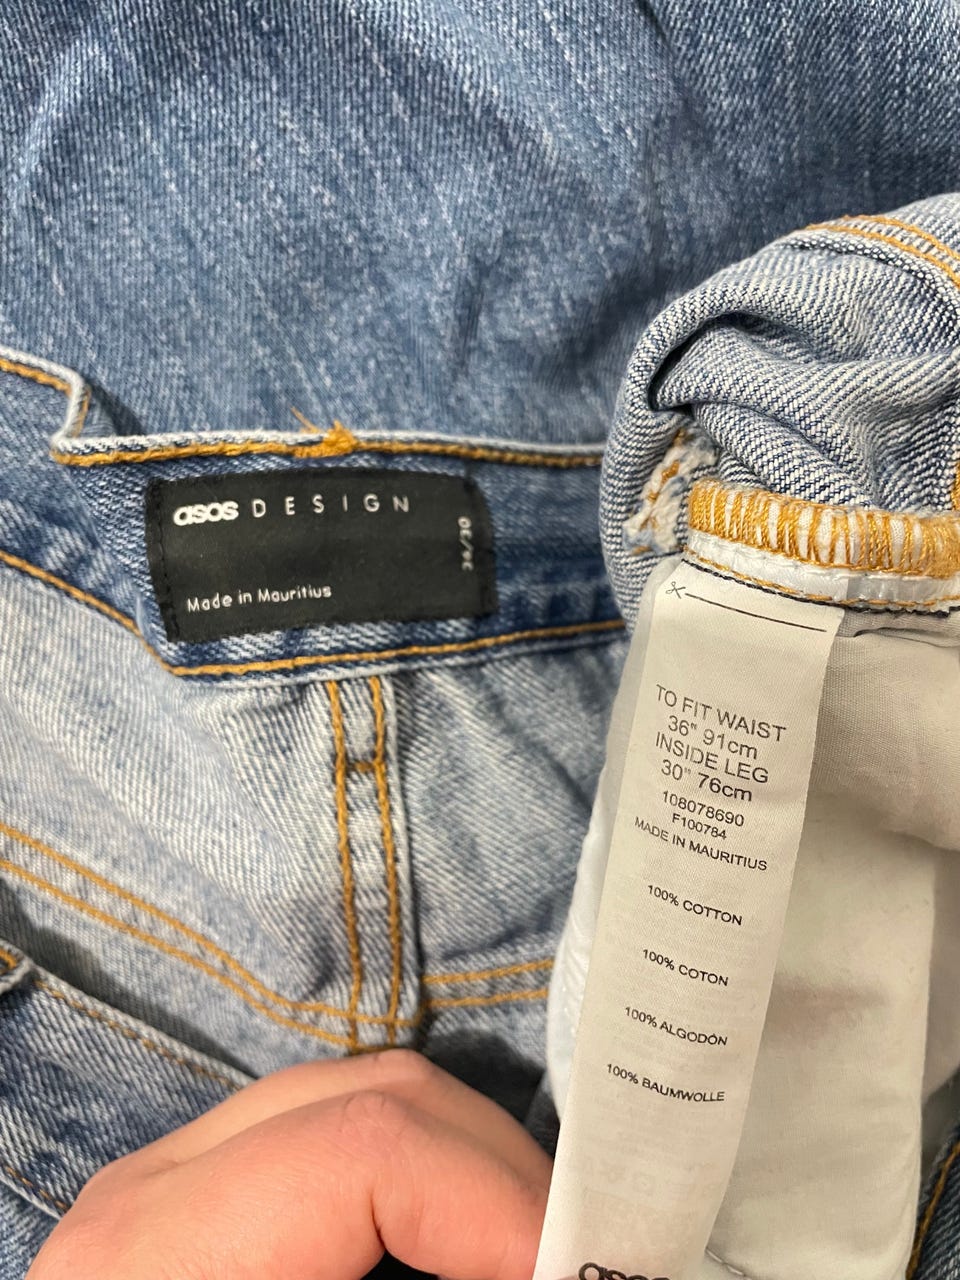 asos DESIGN
36/30
Made in Mauritius
TO FIT WAIST
36" 91cm
INSIDE LEG
30" 76cm
108078690
F100784
MADE IN MAURITIUS
100% COTTON
100% COTON
100% ALGODÓN
100% BAUMWOLLE
asos